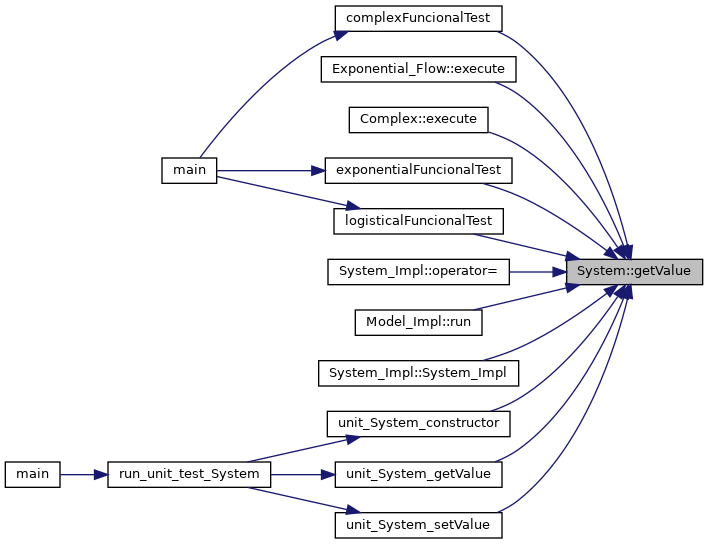 complexFuncionalTest
Exponential_Flow::execute
Complex::execute
main
exponentialFuncionalTest
logisticalFuncionalTest
System_Impl::operator=
System::getValue
Model_Impl::run
System_Impl::System_Impl
unit_System_constructor
main
run_unit_test_System
unit_System_getValue
unit_System_setValue